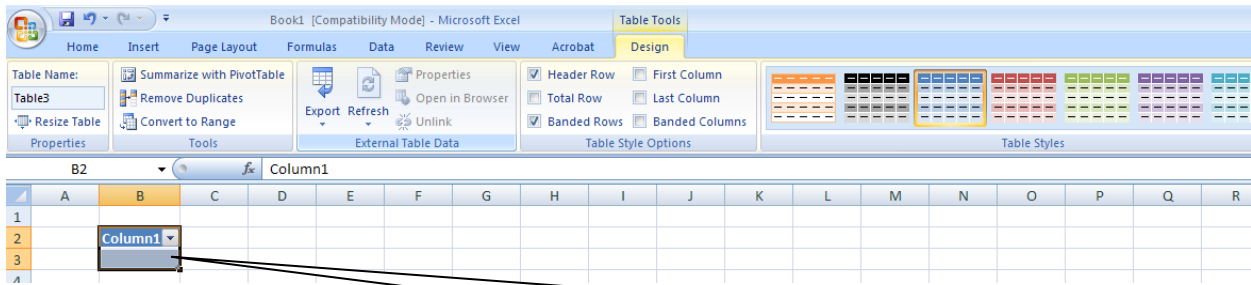 Book1 [Compatibility Mode] - Microsoft Excel
Table Tools
Home Insert Page Layout Formulas Data Review View Acrobat Design
Table Name: Summarize with PivotTable Properties Header Row First Column
Table3 Remove Duplicates Export Refresh Open in Browser Total Row Last Column
Resize Table Convert to Range Unlink Banded Rows Banded Columns
Properties Tools External Table Data Table Style Options Table Styles
B2 fx Column1
A B C D E F G H I J K L M N O P Q R
1
2 Column1
3
4